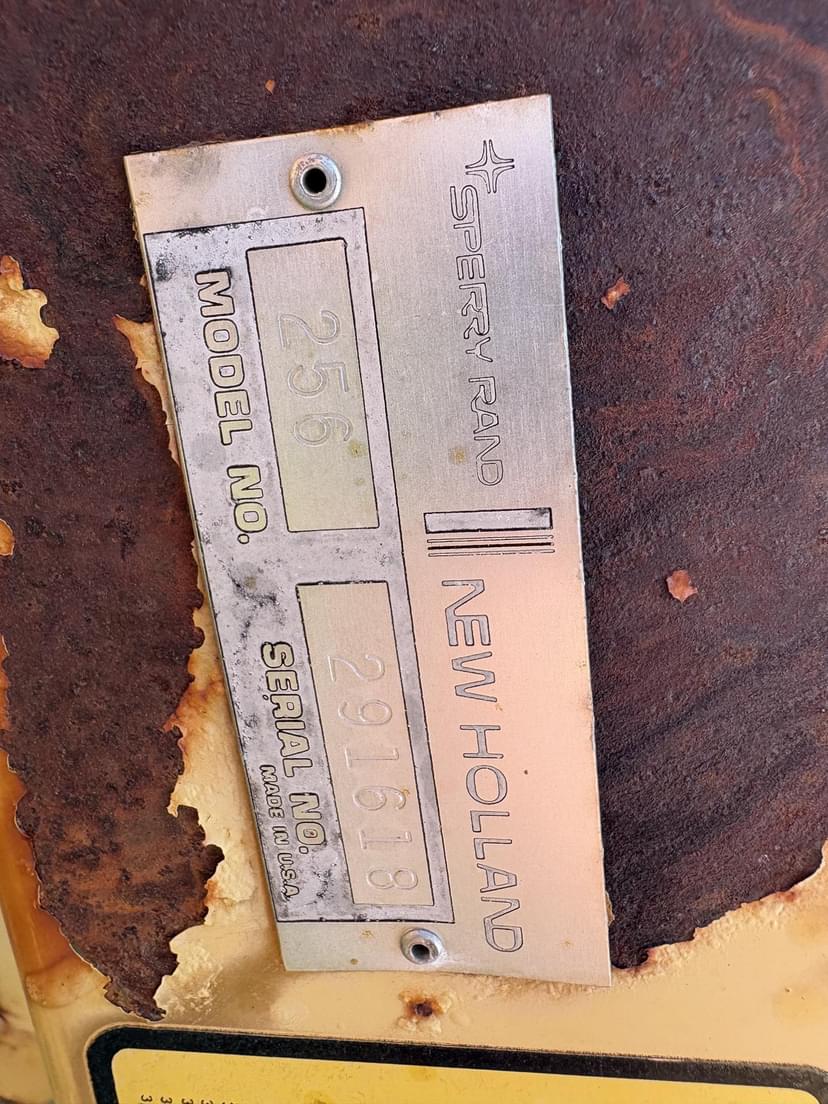 SPERRY RAND NEW HOLLAND
256 291618
MODEL NO. SERIAL NO.
MADE IN U.S.A.